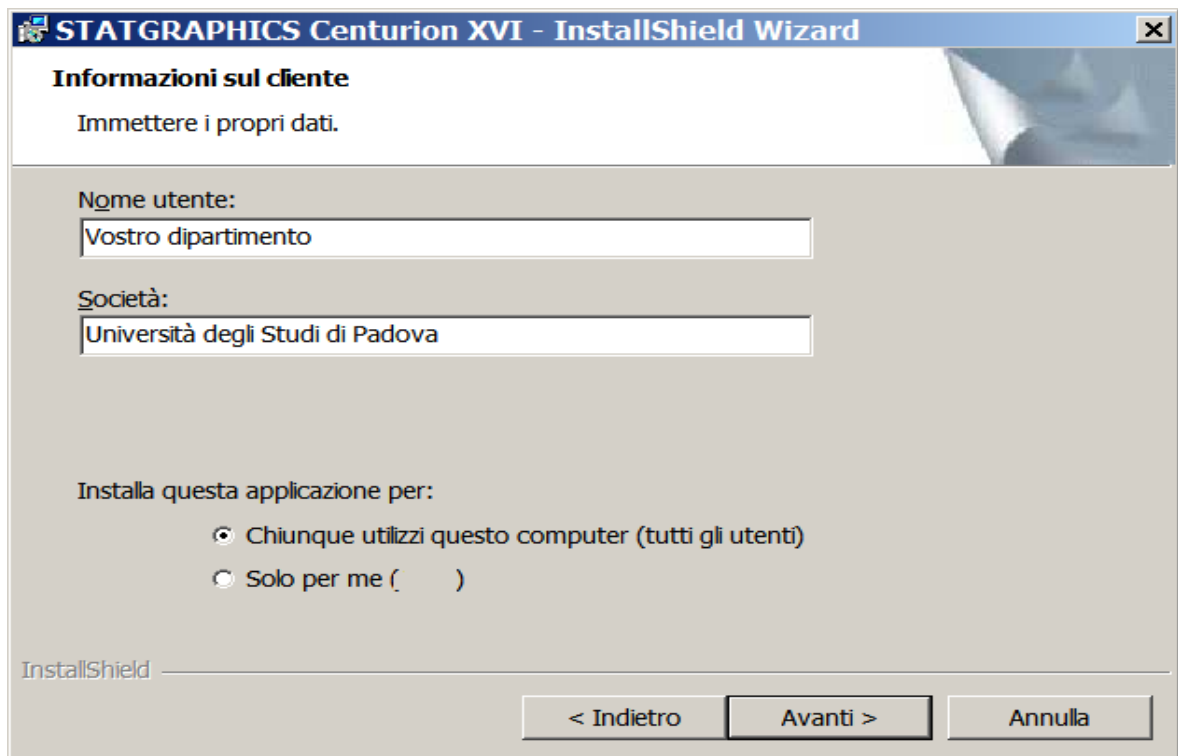 STATGRAPHICS Centurion XVI - InstallShield Wizard
Informazioni sul cliente
Immettere i propri dati.
Nome utente:
Vostro dipartimento
Società:
Università degli Studi di Padova
Installa questa applicazione per:
Chiunque utilizzi questo computer (tutti gli utenti)
Solo per me ( )
InstallShield
< Indietro Avanti > Annulla